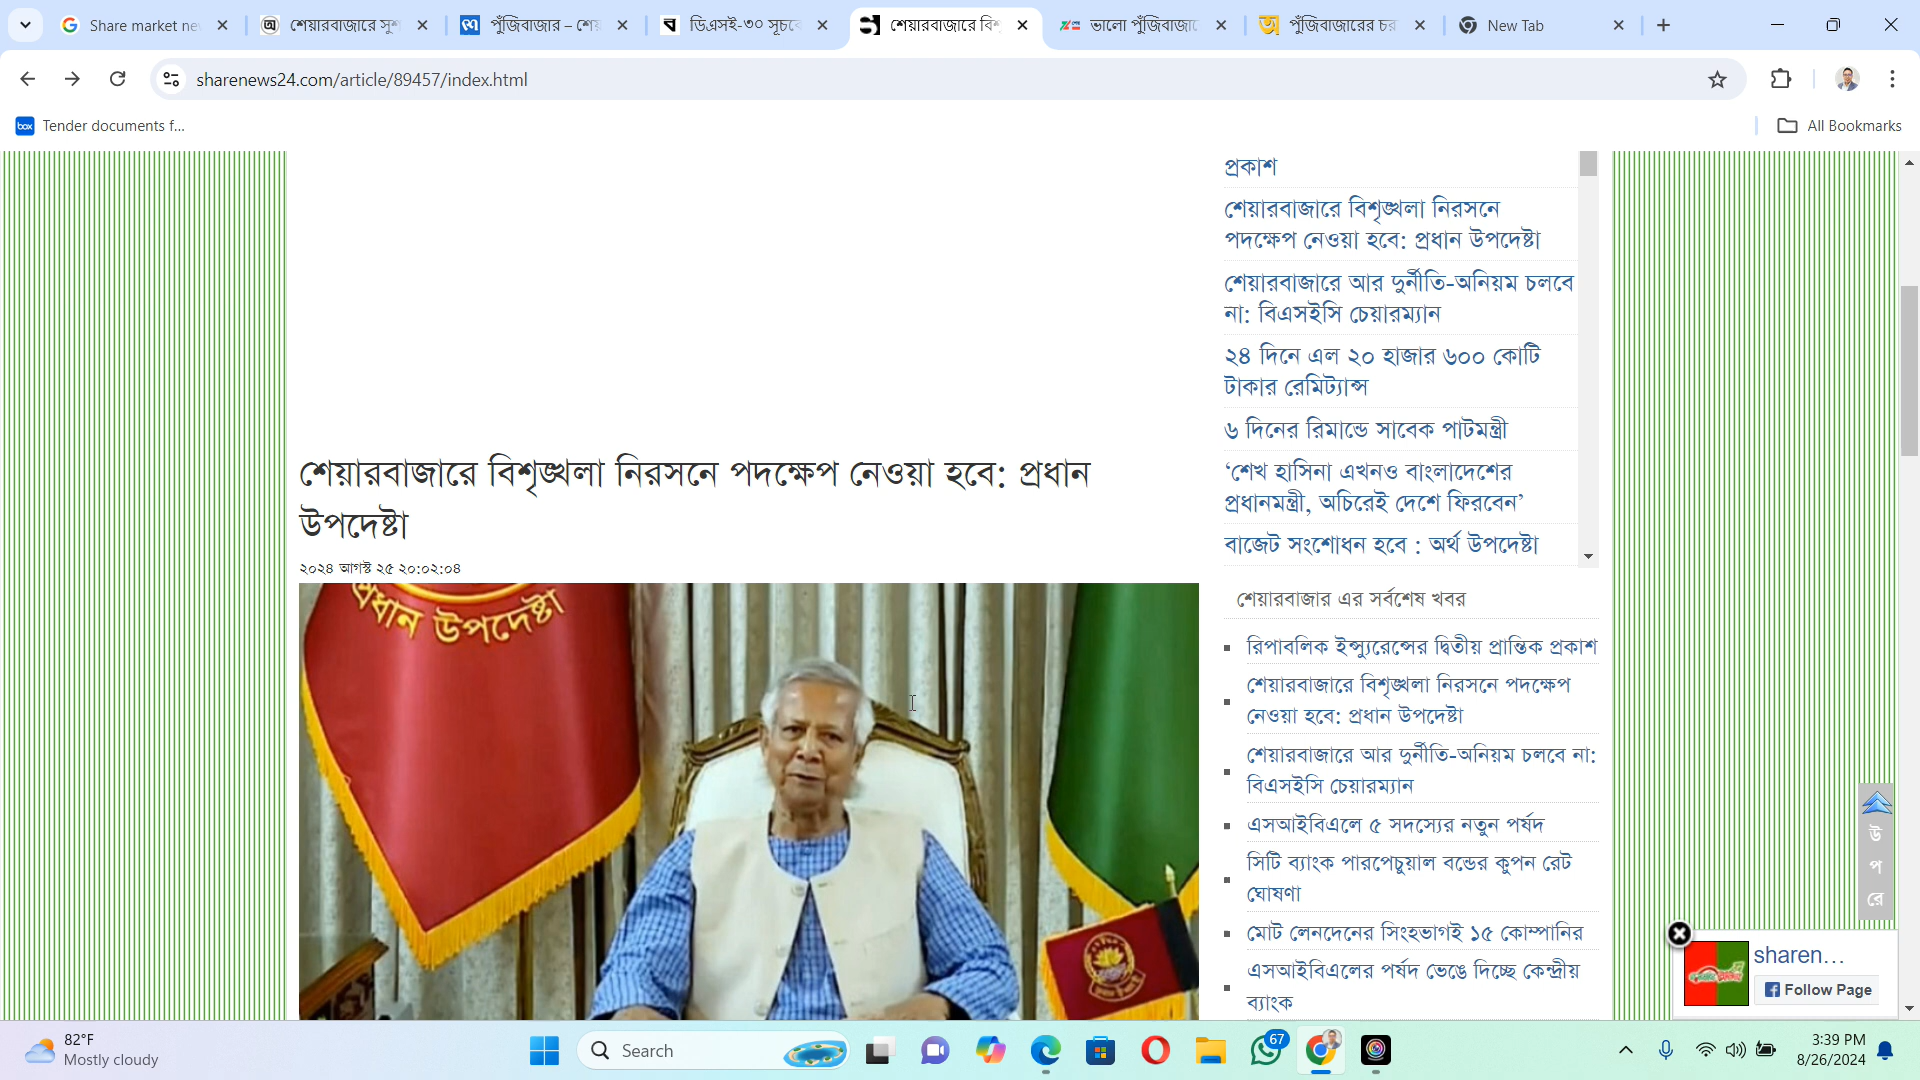 Share market ne
শেয়ারবাজারে সুশ
পুঁজিবাজার – শে
ডিএসই-৩০ সূচকে
শেয়ারবাজারে বিশ
ভালো পুঁজিবাজা
পুঁজিবাজারের চর
New Tab
sharenews24.com/article/89457/index.html
box
Tender documents f...
All Bookmarks
প্রকাশ
শেয়ারবাজারে বিশৃঙ্খলা নিরসনে
পদক্ষেপ নেওয়া হবে: প্রধান উপদেষ্টা
শেয়ারবাজারে আর দুর্নীতি-অনিয়ম চলবে
না: বিএসইসি চেয়ারম্যান
২৪ দিনে এল ২০ হাজার ৬০০ কোটি
টাকার রেমিট্যান্স
৬ দিনের রিমান্ডে সাবেক পাটমন্ত্রী
‘শেখ হাসিনা এখনও বাংলাদেশের
প্রধানমন্ত্রী, অচিরেই দেশে ফিরবেন’
বাজেট সংশোধন হবে : অর্থ উপদেষ্টা
শেয়ারবাজারে বিশৃঙ্খলা নিরসনে পদক্ষেপ নেওয়া হবে: প্রধান
উপদেষ্টা
২০২৪ আগস্ট ২৫ ২০:০২:০৪
প্রধান উপদেষ্টা
শেয়ারবাজার এর সর্বশেষ খবর
রিপাবলিক ইন্স্যুরেন্সের দ্বিতীয় প্রান্তিক প্রকাশ
শেয়ারবাজারে বিশৃঙ্খলা নিরসনে পদক্ষেপ
নেওয়া হবে: প্রধান উপদেষ্টা
শেয়ারবাজারে আর দুর্নীতি-অনিয়ম চলবে না:
বিএসইসি চেয়ারম্যান
এসআইবিএলে ৫ সদস্যের নতুন পর্ষদ
সিটি ব্যাংক পারপেচুয়াল বন্ডের কুপন রেট
ঘোষণা
মোট লেনদেনের সিংহভাগই ১৫ কোম্পানির
এসআইবিএলের পর্ষদ ভেঙে দিচ্ছে কেন্দ্রীয়
ব্যাংক
উ
প
রে
sharen...
Follow Page
82°F
Mostly cloudy
Search
67
3:39 PM
8/26/2024